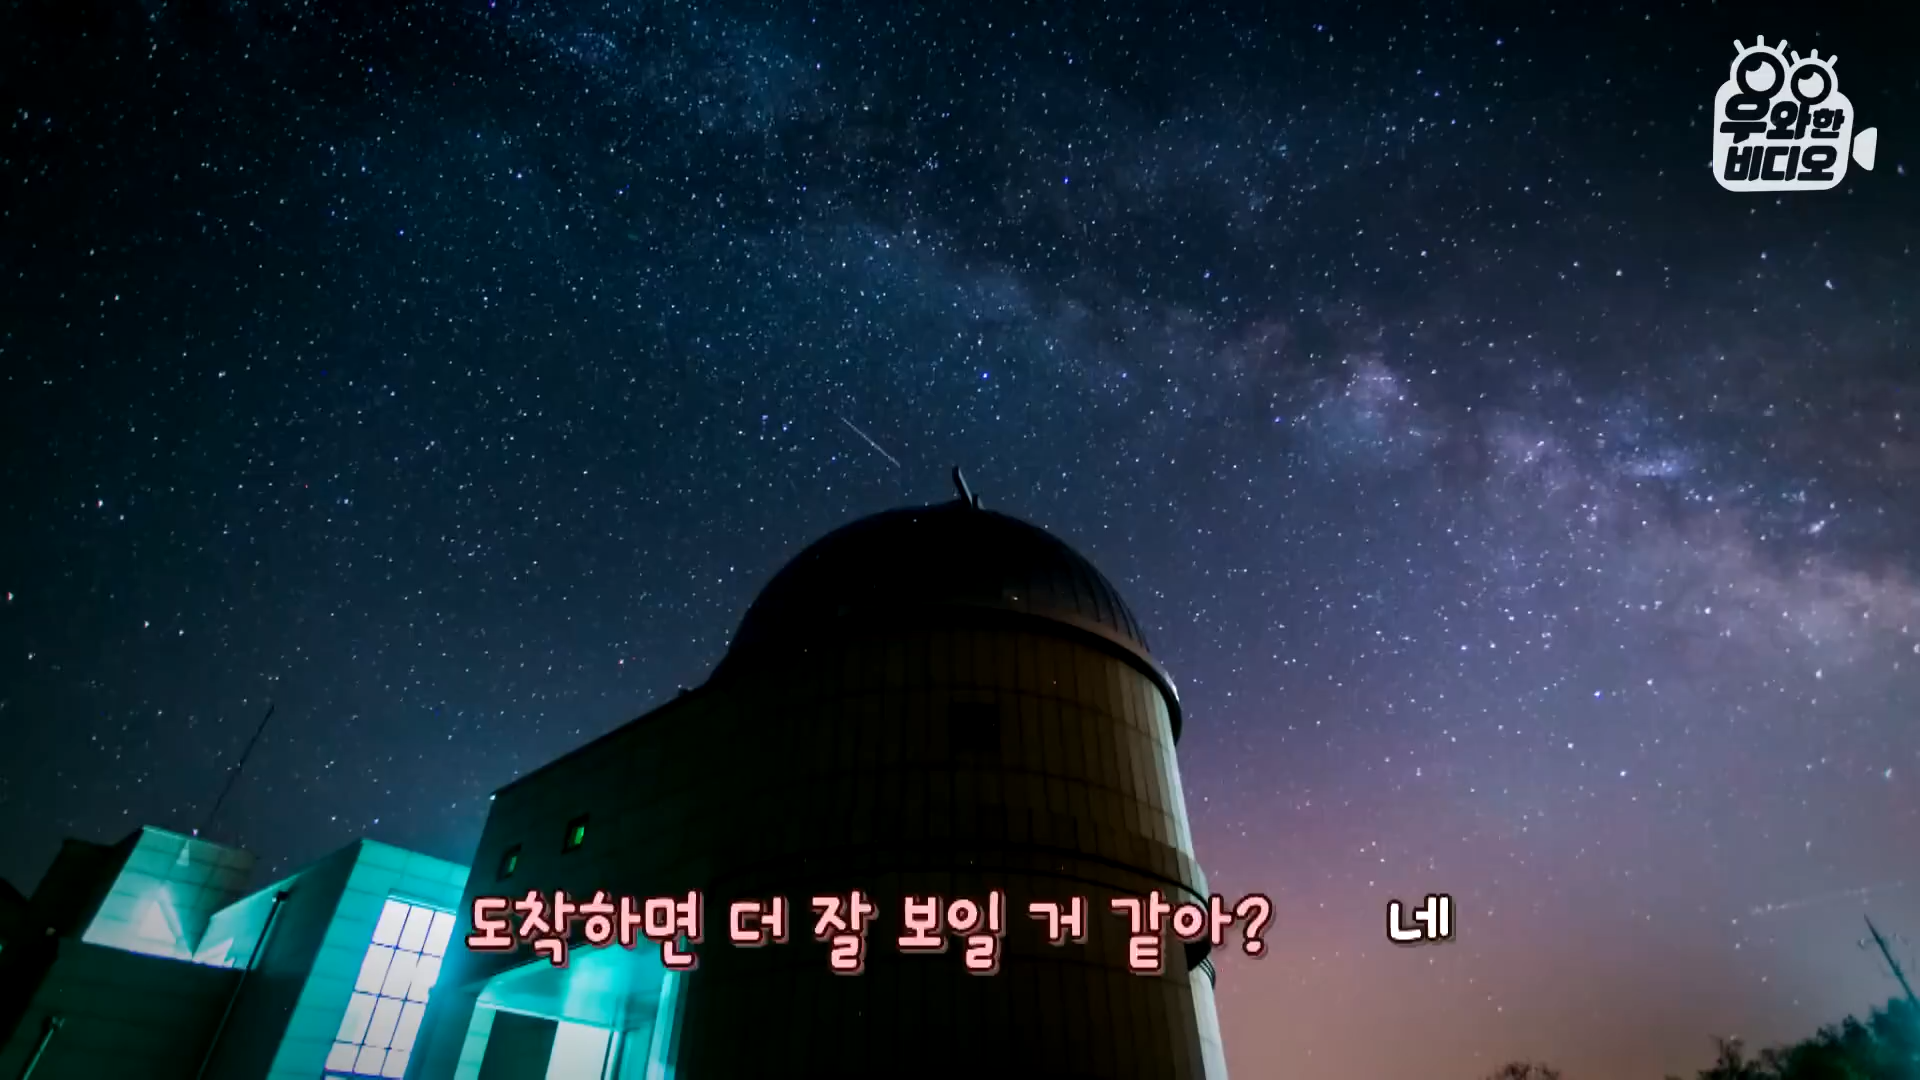 우와한
비디오
도착하면 더 잘 보일 거 같아? 네